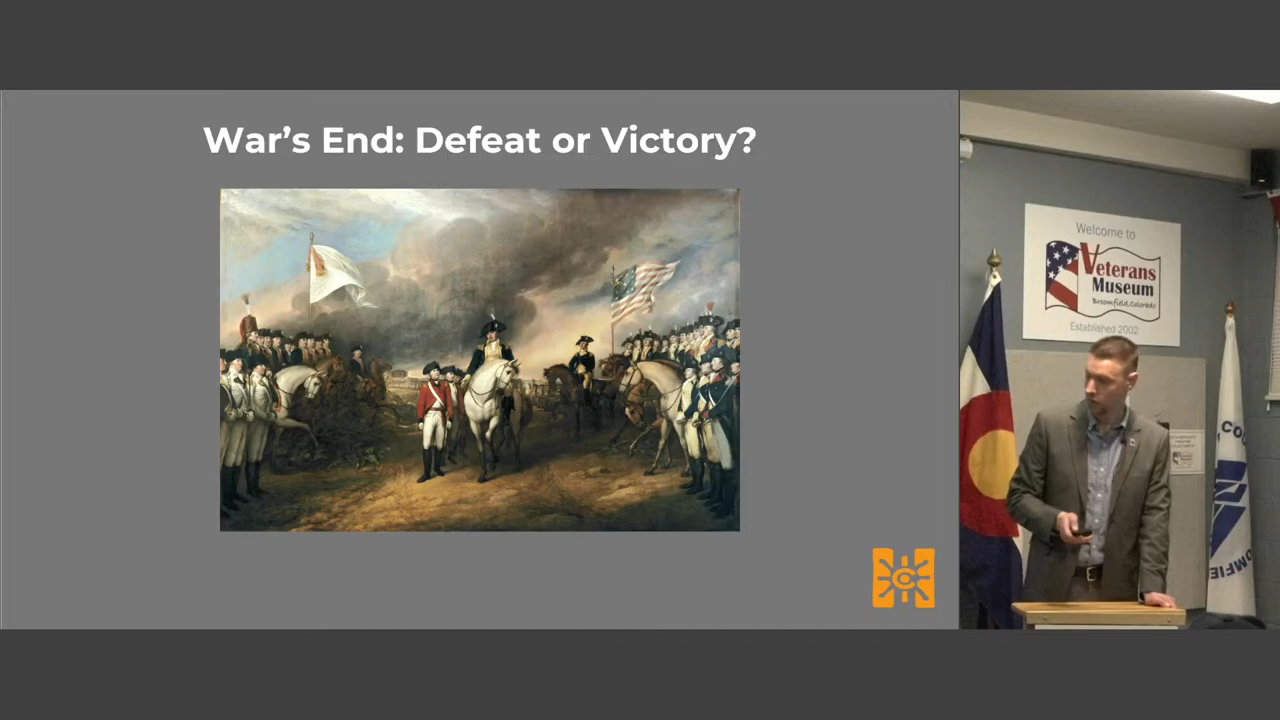 War's End: Defeat or Victory?
Welcome to
Veterans
Museum
Broomfield, Colorado
Established 2002